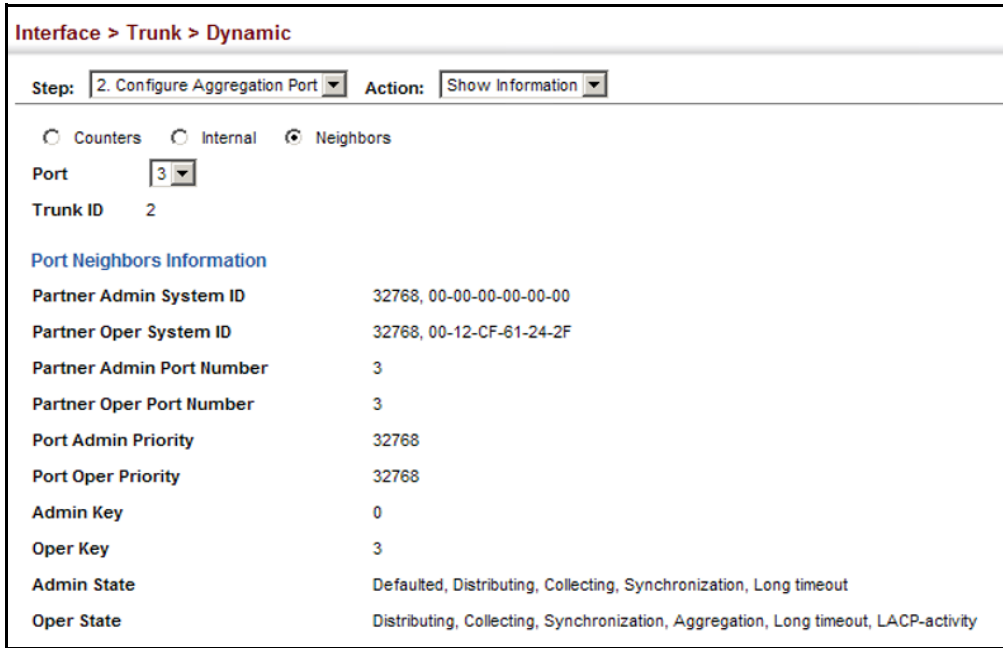 Interface > Trunk > Dynamic
Step: 2. Configure Aggregation Port Action: Show Information
Counters Internal Neighbors
Port 3
Trunk ID 2
Port Neighbors Information
Partner Admin System ID 32768, 00-00-00-00-00-00
Partner Oper System ID 32768, 00-12-CF-61-24-2F
Partner Admin Port Number 3
Partner Oper Port Number 3
Port Admin Priority 32768
Port Oper Priority 32768
Admin Key 0
Oper Key 3
Admin State Defaulted, Distributing, Collecting, Synchronization, Long timeout
Oper State Distributing, Collecting, Synchronization, Aggregation, Long timeout, LACP-activity